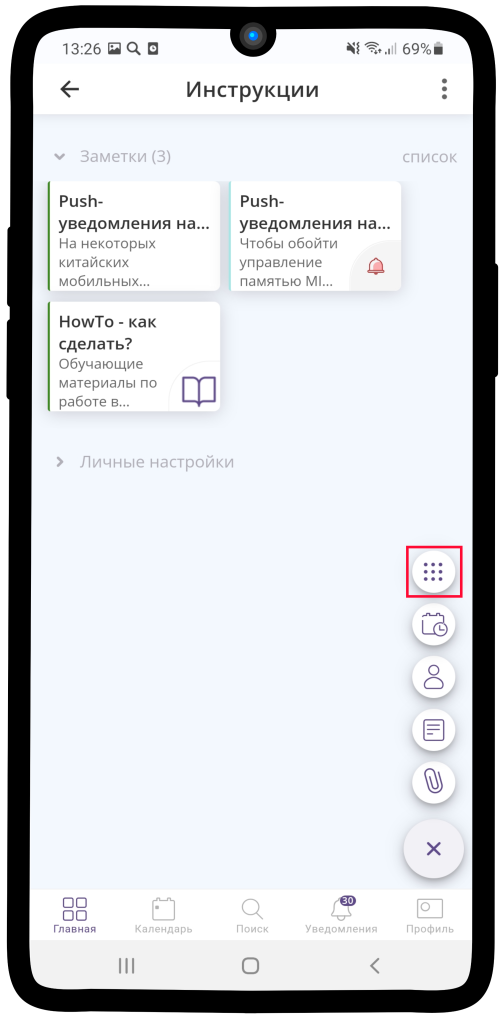 13:26 69%
Инструкции
Заметки (3) список
Push-
уведомления на...
На некоторых
китайских
мобильных...
Push-
уведомления на...
Чтобы обойти
управление
памятью MI...
HowTo - как
сделать?
Обучающие
материалы по
работе в...
Личные настройки
30
Главная Календарь Поиск Уведомления Профиль